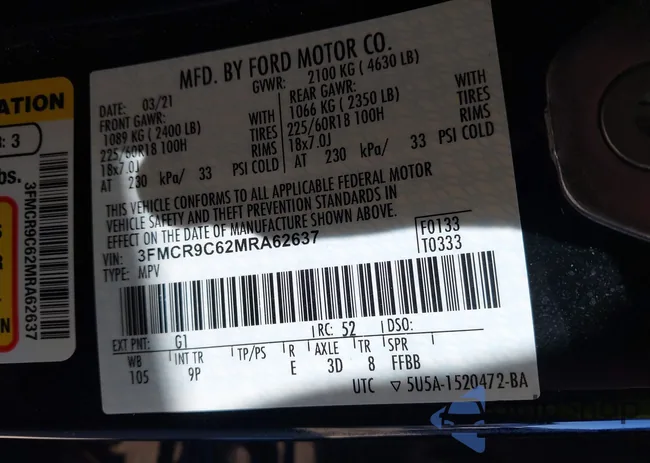 ATION
: 3
bs.
N
3FMCR9C62MRA62637
MFD. BY FORD MOTOR CO.
DATE: 03/21 GVWR: 2100 KG ( 4630 LB)
FRONT GAWR: REAR GAWR: WITH
1089 KG ( 2400 LB) WITH 1066 KG ( 2350 LB) TIRES
225/60R18 100H TIRES 225/60R18 100H RIMS
18x7.0J RIMS 18x7.0J
AT 230 kPa/ 33 PSI COLD AT 230 kPa/ 33 PSI COLD
THIS VEHICLE CONFORMS TO ALL APPLICABLE FEDERAL MOTOR
VEHICLE SAFETY AND THEFT PREVENTION STANDARDS IN
EFFECT ON THE DATE OF MANUFACTURE SHOWN ABOVE.
VIN: 3FMCR9C62MRA62637 F0133
TYPE: MPV T0333
EXT PNT: G1 RC: 52 DSO:
WB INT TR TP/PS R AXLE TR SPR
105 9P E 3D 8 FFBB
UTC ▽ 5U5A-1520472-BA